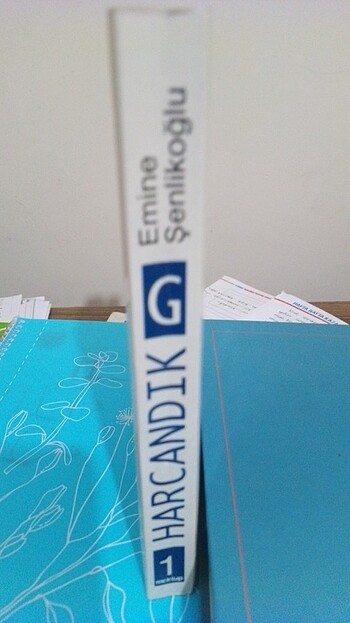 Emine
Şenlikoğlu
G
HARCANDIK
1